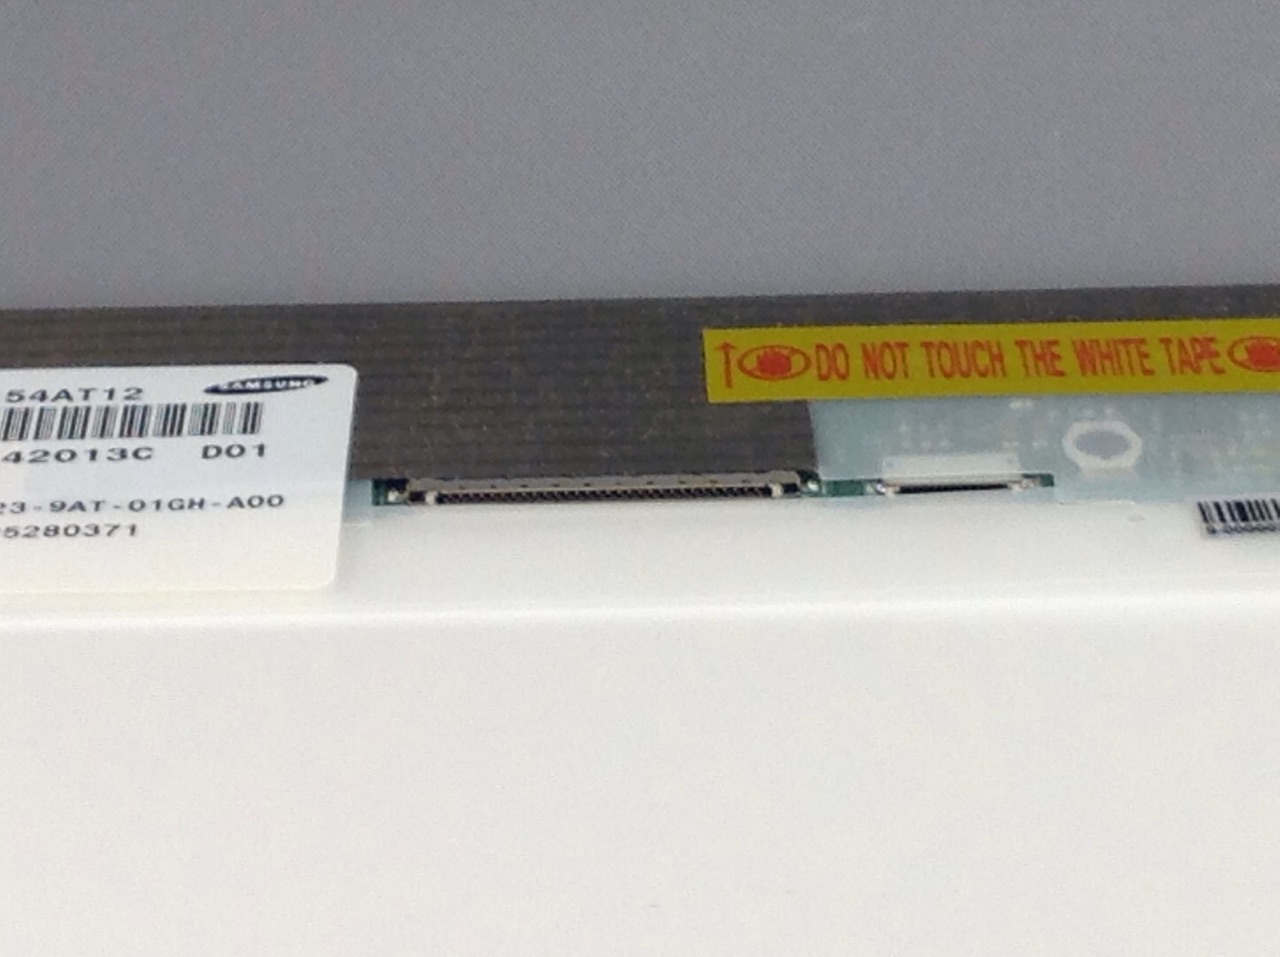 54AT12
SAMSUNG
42013C D01
23-9AT-01GH-A00
5280371
DO NOT TOUCH THE WHITE TAPE